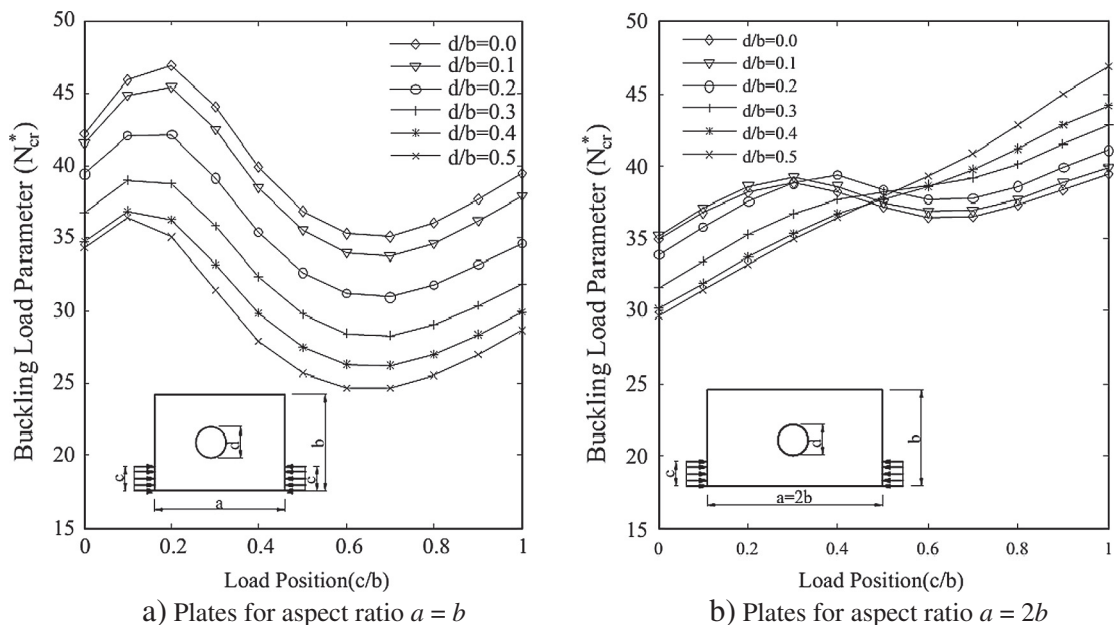 50
45
40
35
30
25
20
15
Buckling Load Parameter (N*cr)
d/b=0.0
d/b=0.1
d/b=0.2
d/b=0.3
d/b=0.4
d/b=0.5
d
b
c
c
a
0 0.2 0.4 0.6 0.8 1
Load Position(c/b)
a) Plates for aspect ratio a = b
50
45
40
35
30
25
20
15
Buckling Load Parameter (N*cr)
d/b=0.0
d/b=0.1
d/b=0.2
d/b=0.3
d/b=0.4
d/b=0.5
d
b
c
a=2b
0 0.2 0.4 0.6 0.8 1
Load Position(c/b)
b) Plates for aspect ratio a = 2b